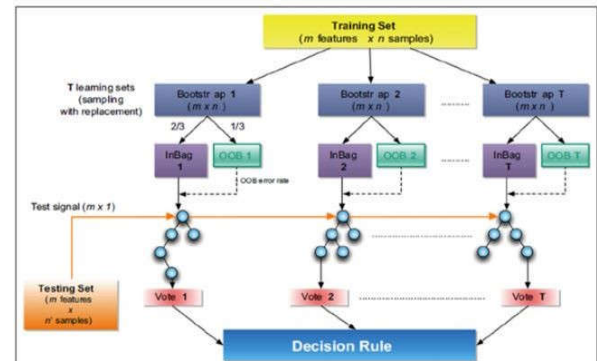 Training Set
(m features x n samples)
T learning sets
(sampling
with replacement)
Bootstr ap 1
(m x n)
Bootstr ap 2
(m x n)
Bootstr ap T
(m x n)
2/3
1/3
InBag
1
OOB 1
InBag
2
OOB 2
InBag
T
OOB T
OOB error rate
Test signal (m x 1)
Testing Set
(m features
x
n' samples)
Vote 1
Vote 2
Vote T
Decision Rule